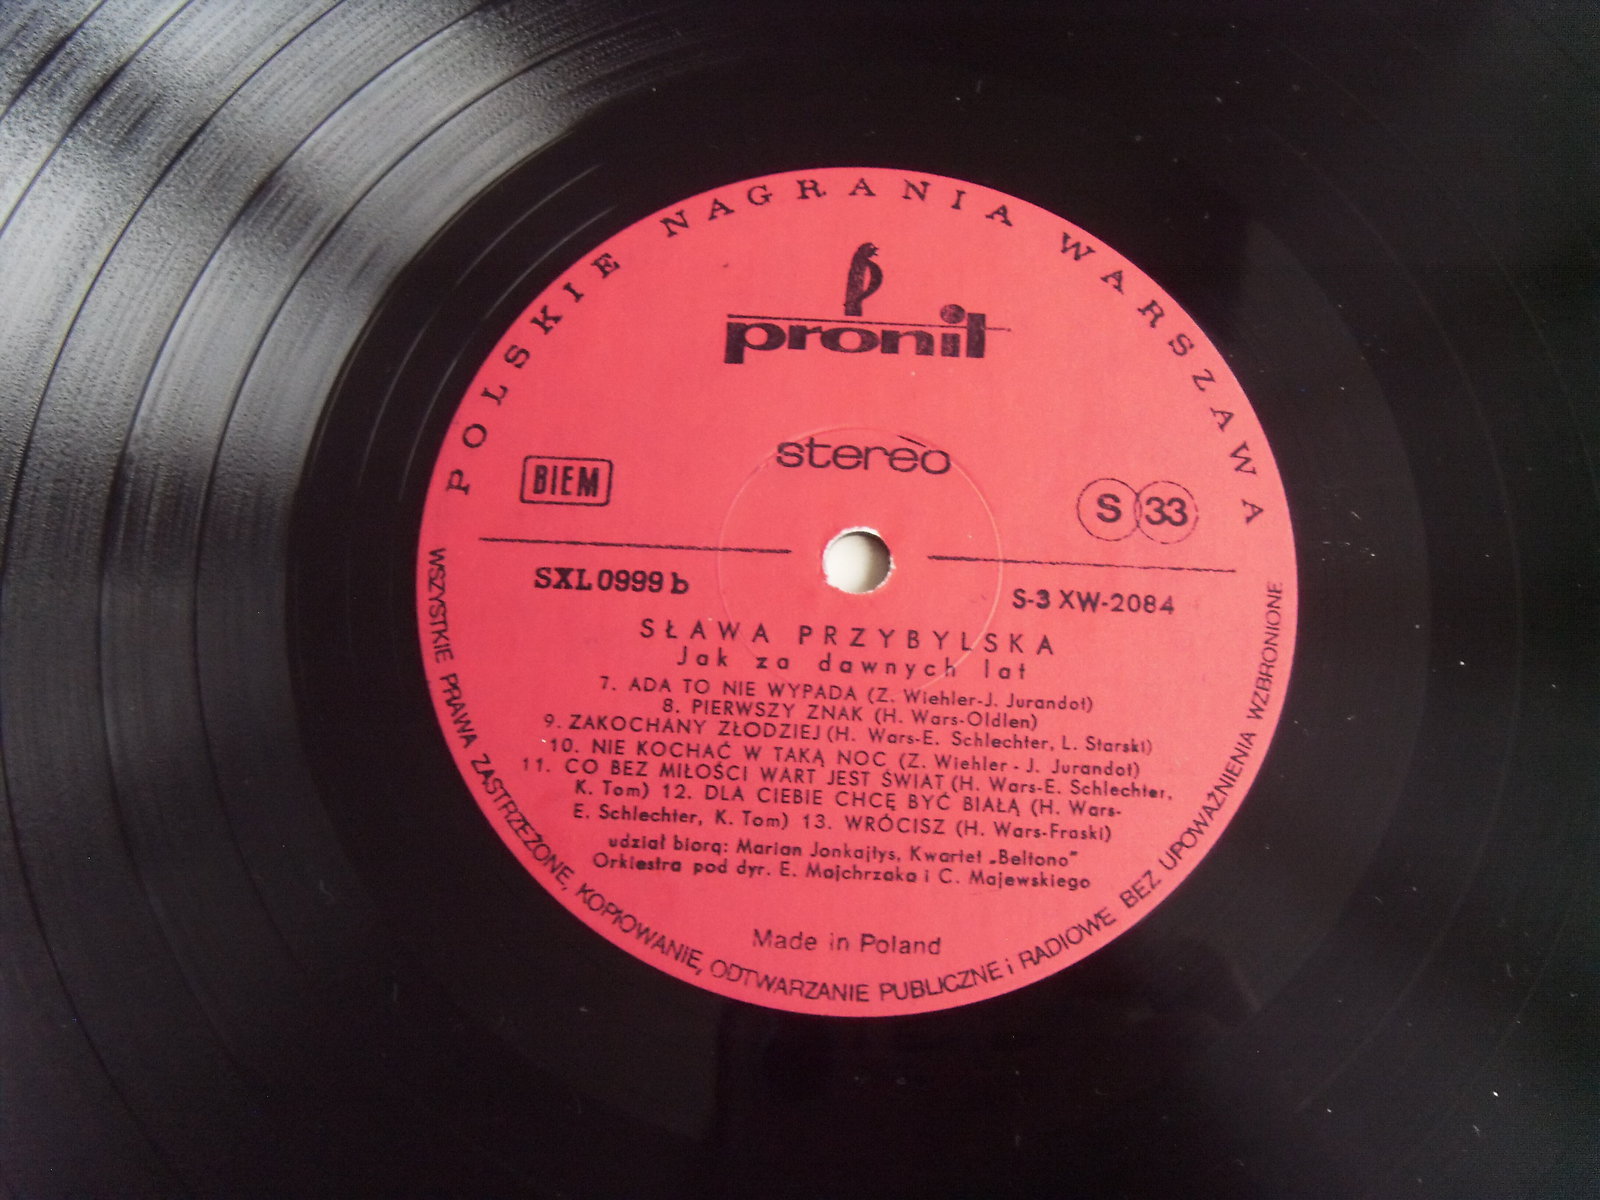 POLSKIE NAGRANIA WARSZAWA
pronit
stereo
BIEM
S 33
SXL 0999 b
S-3 XW-2084
SŁAWA PRZYBYLSKA
Jak za dawnych lat
7. ADA TO NIE WYPADA (Z. Wiehler-J. Jurandot)
8. PIERWSZY ZNAK (H. Wars-Oldlen)
9. ZAKOCHANY ZŁODZIEJ (H. Wars-E. Schlechter, L. Starski)
10. NIE KOCHAĆ W TAKĄ NOC (Z. Wiehler - J. Jurandot)
11. CO BEZ MIŁOŚCI WART JEST ŚWIAT (H. Wars-E. Schlechter,
K. Tom) 12. DLA CIEBIE CHCĘ BYĆ BIAŁĄ (H. Wars-
E. Schlechter, K. Tom) 13. WRÓCISZ (H. Wars-Fraski)
udział biorą: Marian Jonkajtys, Kwartet „Beltono"
Orkiestra pod dyr. E. Majchrzaka i C. Majewskiego
Made in Poland
WSZYSTKIE PRAWA ZASTRZEŻONE, KOPIOWANIE, ODTWARZANIE PUBLICZNE i RADIOWE BEZ UPOWAŻNIENIA WZBRONIONE